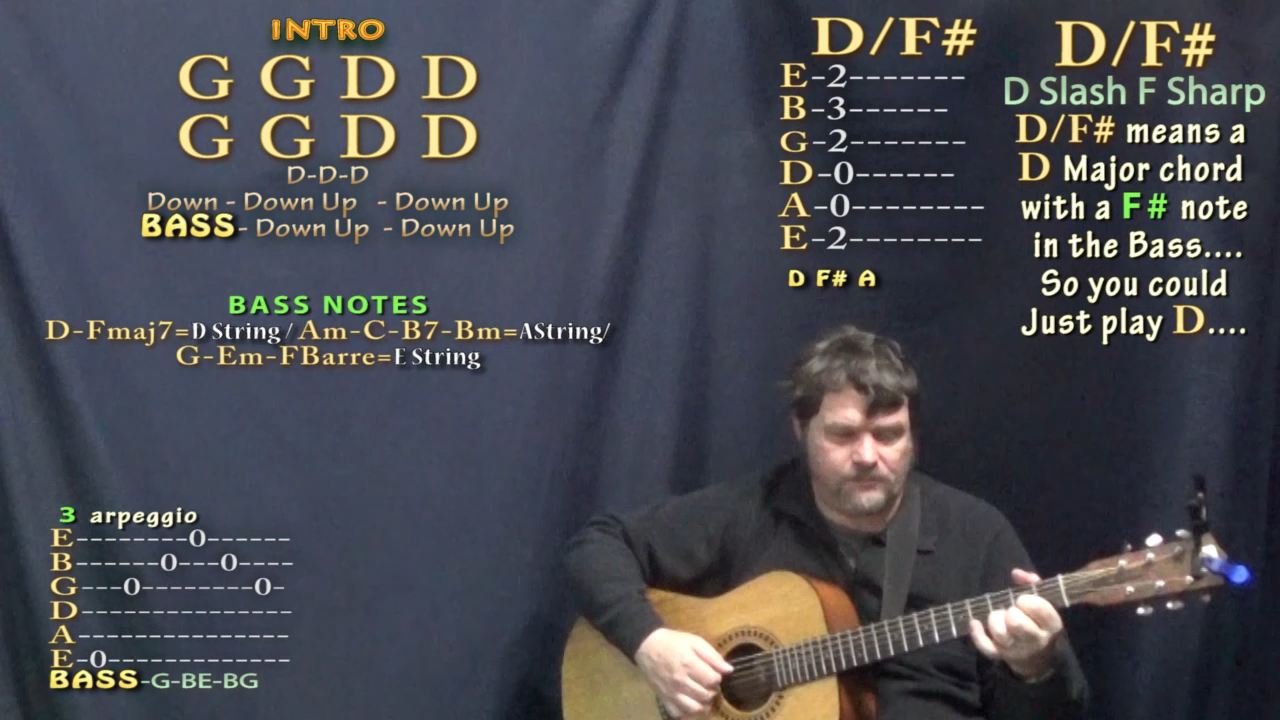 INTRO
G G D D
G G D D
D-D-D
Down - Down Up - Down Up
BASS- Down Up - Down Up
BASS NOTES
D-Fmaj7=D String / Am-C-B7-Bm=AString/
G-Em-FBarre=E String
3 arpeggio
E--------0------
B------0---0----
G---0-------0-
D---------------
A---------------
E-0-------------
BASS-G-BE-BG
D/F#
E-2-------
B-3------
G-2-------
D-0------
A-0--------
E-2--------
D F# A
D/F#
D Slash F Sharp
D/F# means a
D Major chord
with a F# note
in the Bass....
So you could
Just play D....